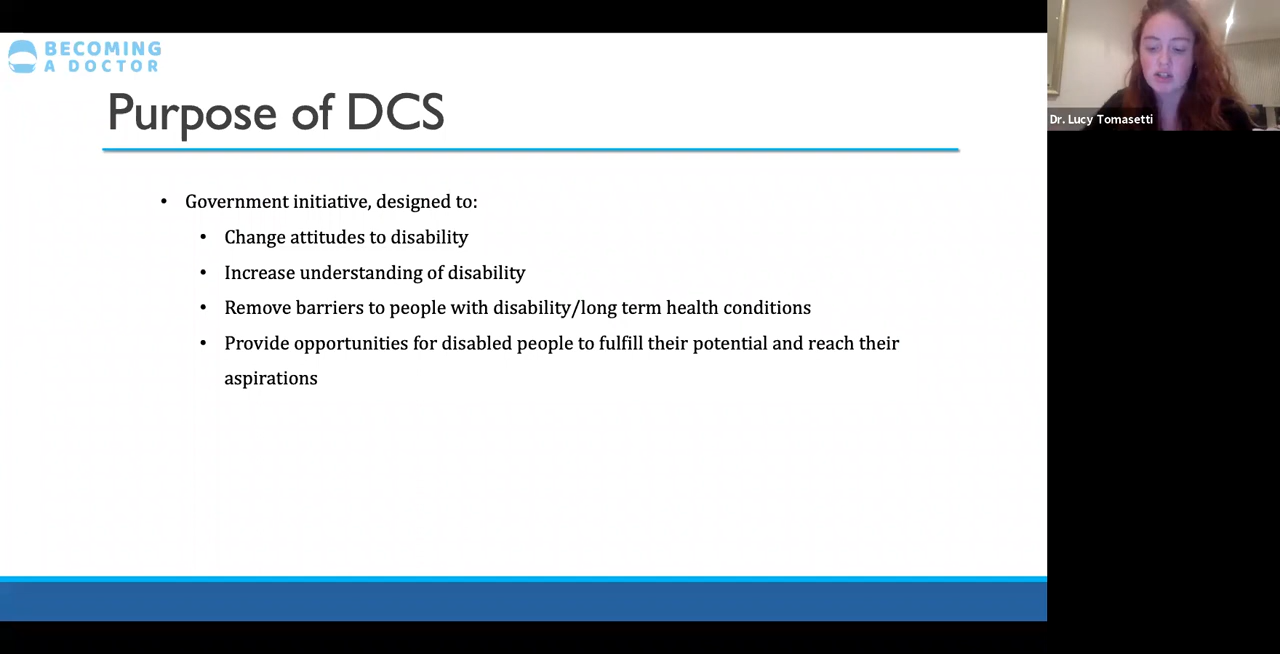 BECOMING
A DOCTOR
Purpose of DCS
• Government initiative, designed to:
• Change attitudes to disability
• Increase understanding of disability
• Remove barriers to people with disability/long term health conditions
• Provide opportunities for disabled people to fulfill their potential and reach their
aspirations
Dr. Lucy Tomasetti